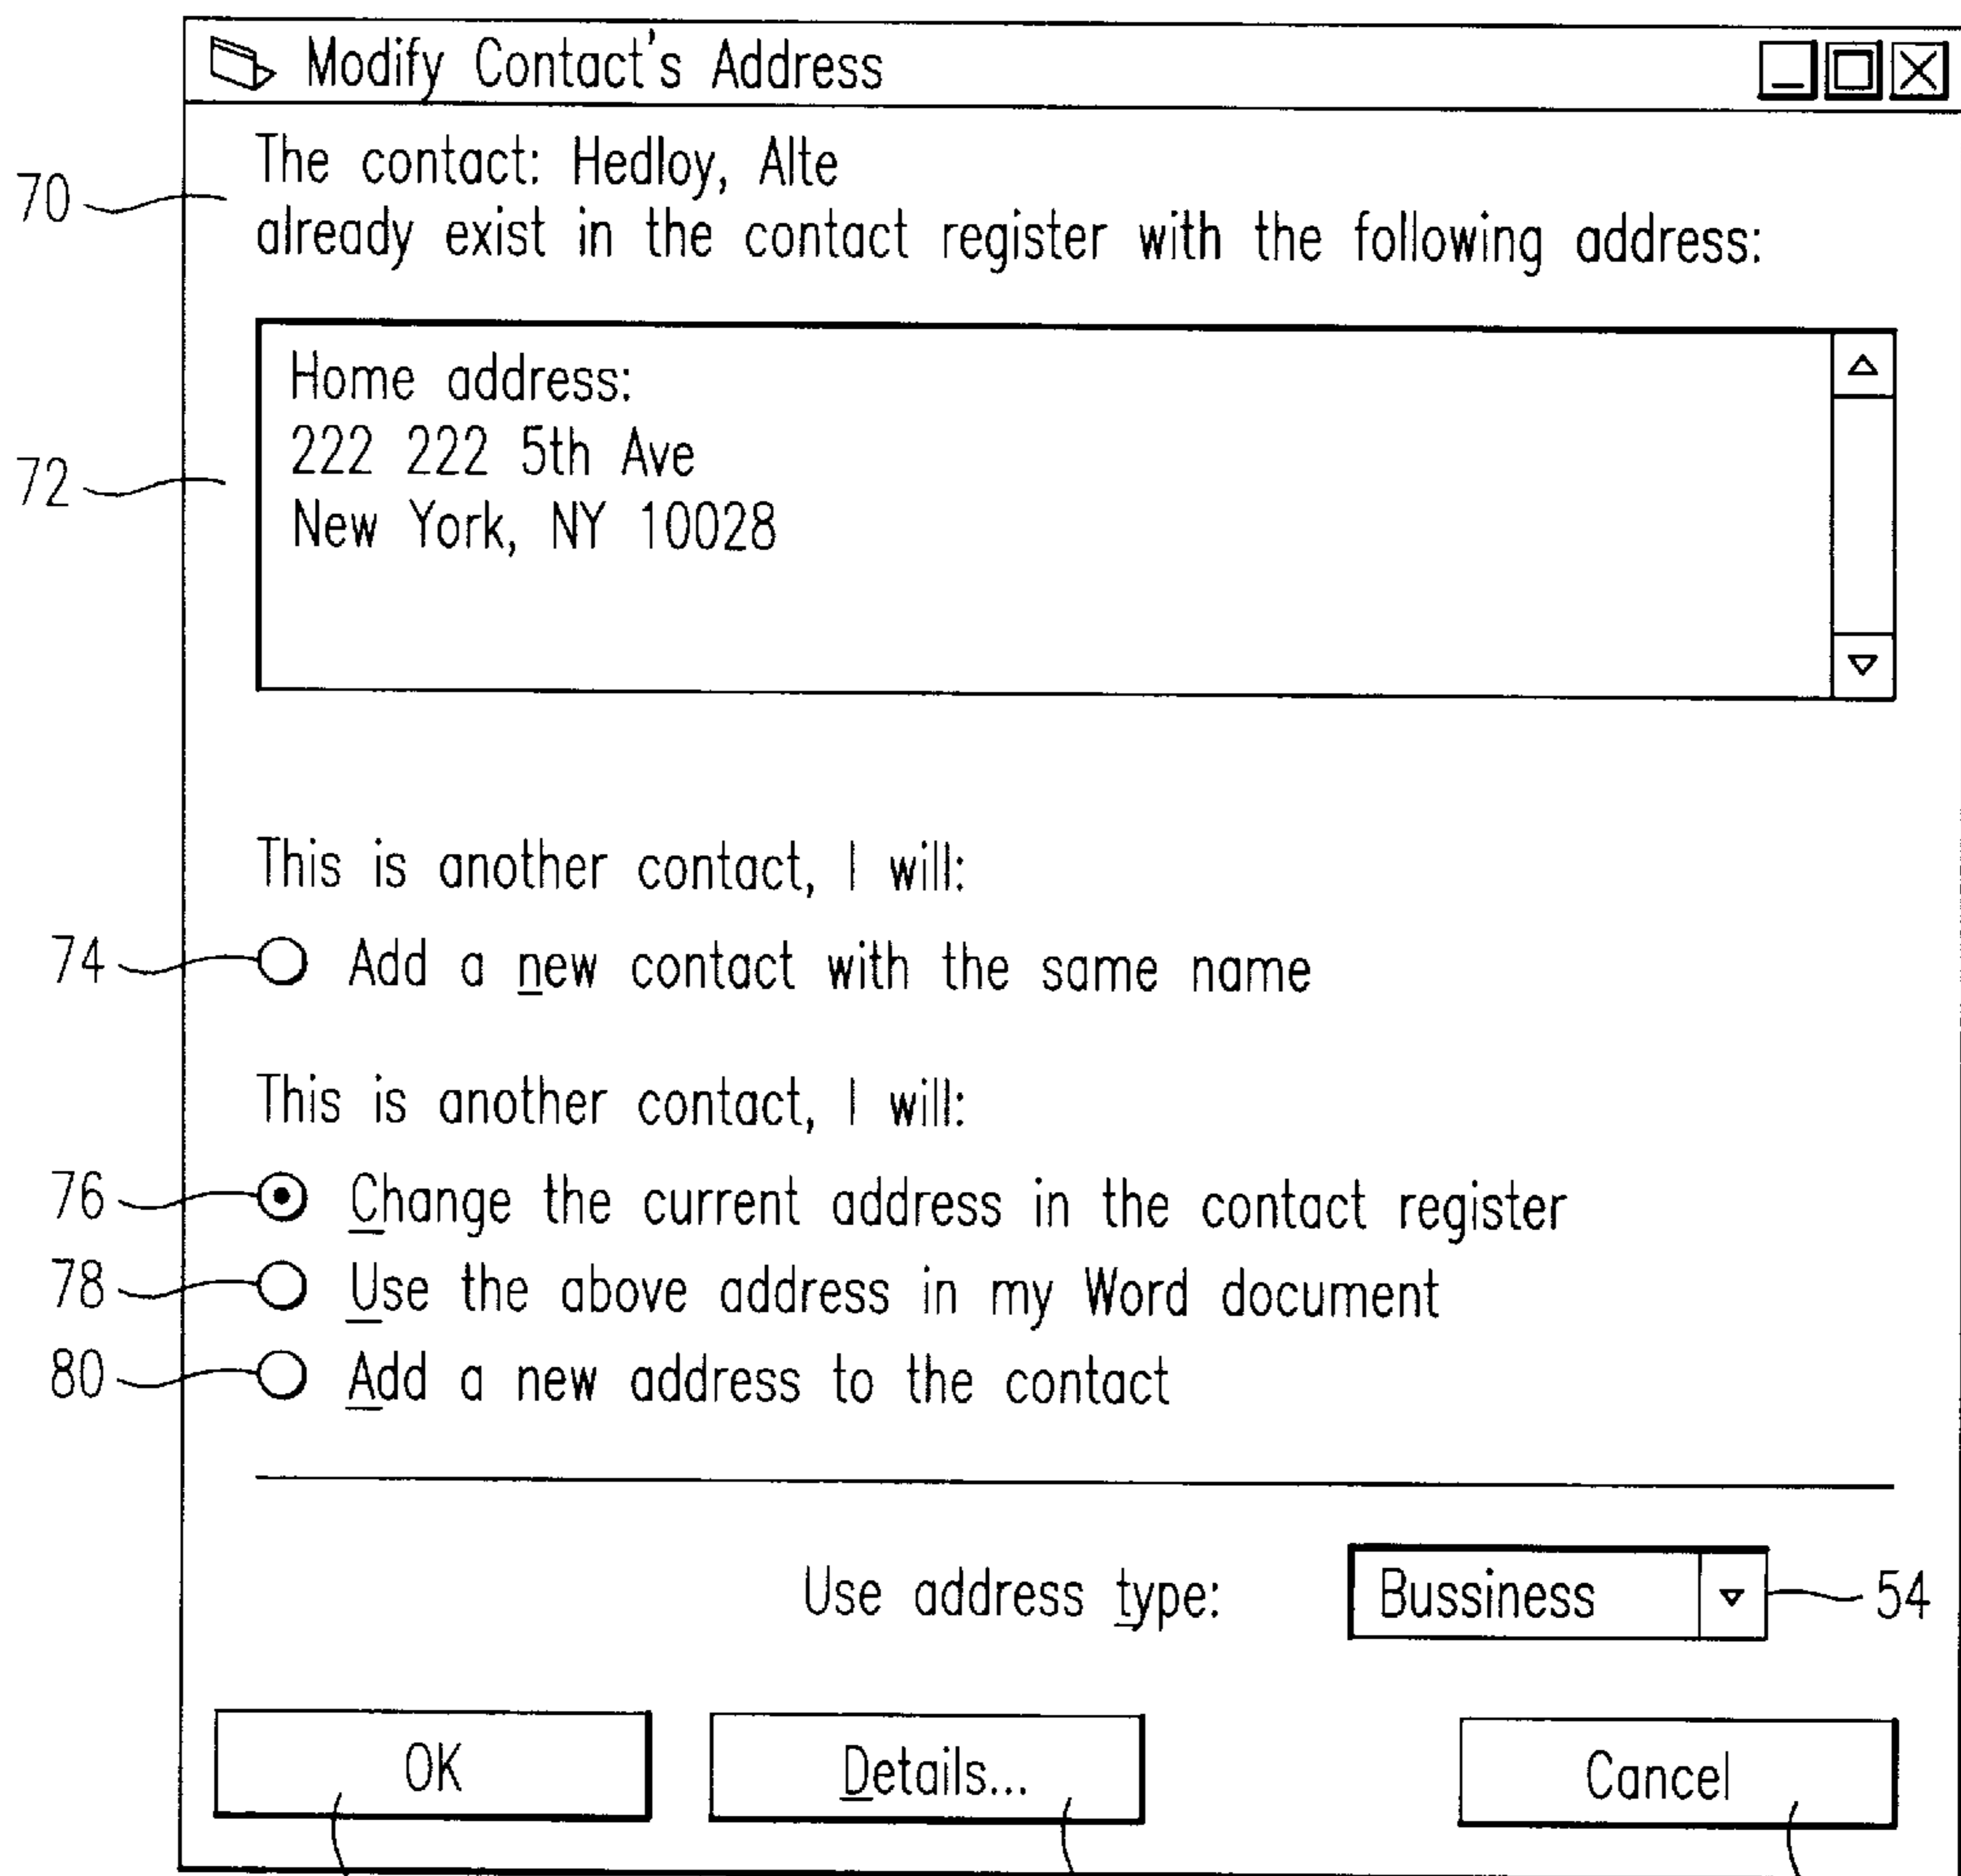 Modify Contact's Address
70
The contact: Hedloy, Alte
already exist in the contact register with the following address:
72
Home address:
222 222 5th Ave
New York, NY 10028
This is another contact, I will:
74 Add a new contact with the same name
This is another contact, I will:
76 Change the current address in the contact register
78 Use the above address in my Word document
80 Add a new address to the contact
Use address type: Bussiness 54
OK Details... Cancel